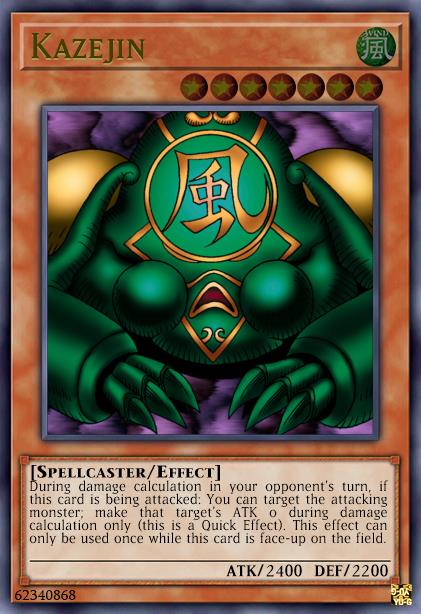 Kazejin
WIND
風
風
[Spellcaster/Effect]
During damage calculation in your opponent's turn, if
this card is being attacked: You can target the attacking
monster; make that target's ATK 0 during damage
calculation only (this is a Quick Effect). This effect can
only be used once while this card is face-up on the field.
ATK/2400 DEF/2200
62340868